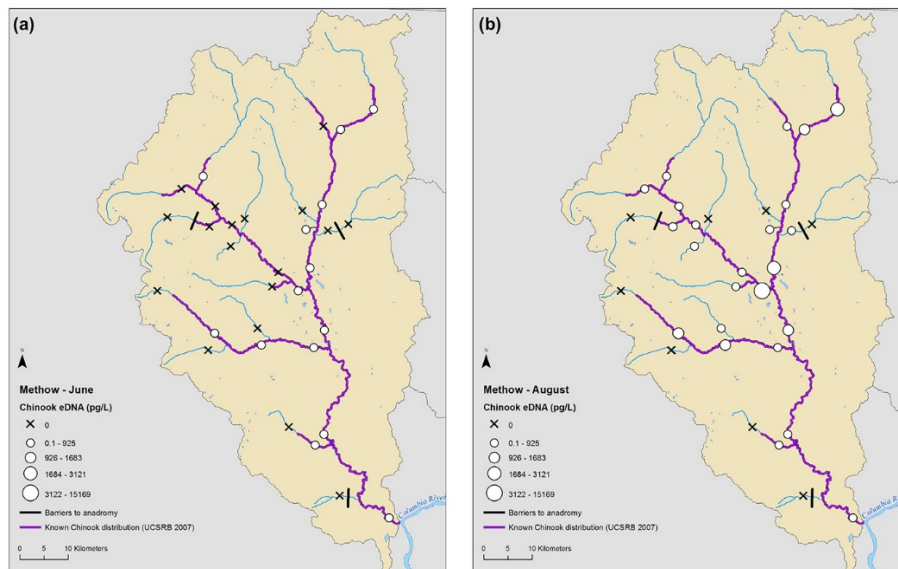 (a)
N
Methow - June
Chinook eDNA (pg/L)
0
0.1 - 925
926 - 1683
1684 - 3121
3122 - 15169
Barriers to anadromy
Known Chinook distribution (UCSRB 2007)
0 5 10 Kilometers
Columbia River
(b)
N
Methow - August
Chinook eDNA (pg/L)
0
0.1 - 925
926 - 1683
1684 - 3121
3122 - 15169
Barriers to anadromy
Known Chinook distribution (UCSRB 2007)
0 5 10 Kilometers
Columbia River